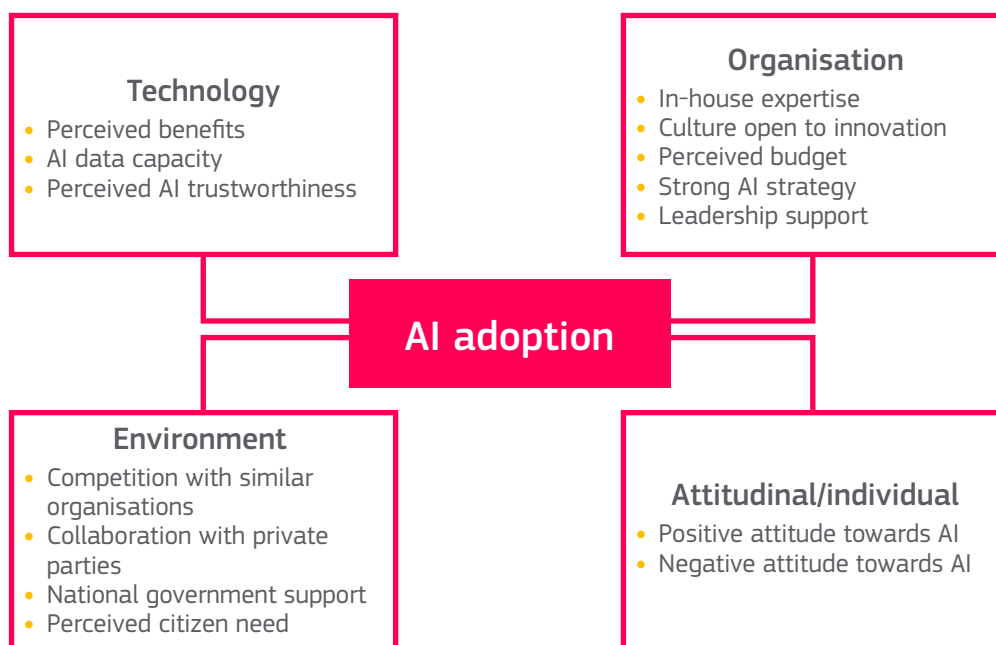 Technology
• Perceived benefits
• AI data capacity
• Perceived AI trustworthiness
Organisation
• In-house expertise
• Culture open to innovation
• Perceived budget
• Strong AI strategy
• Leadership support
AI adoption
Environment
• Competition with similar
organisations
• Collaboration with private
parties
• National government support
• Perceived citizen need
Attitudinal/individual
• Positive attitude towards AI
• Negative attitude towards AI